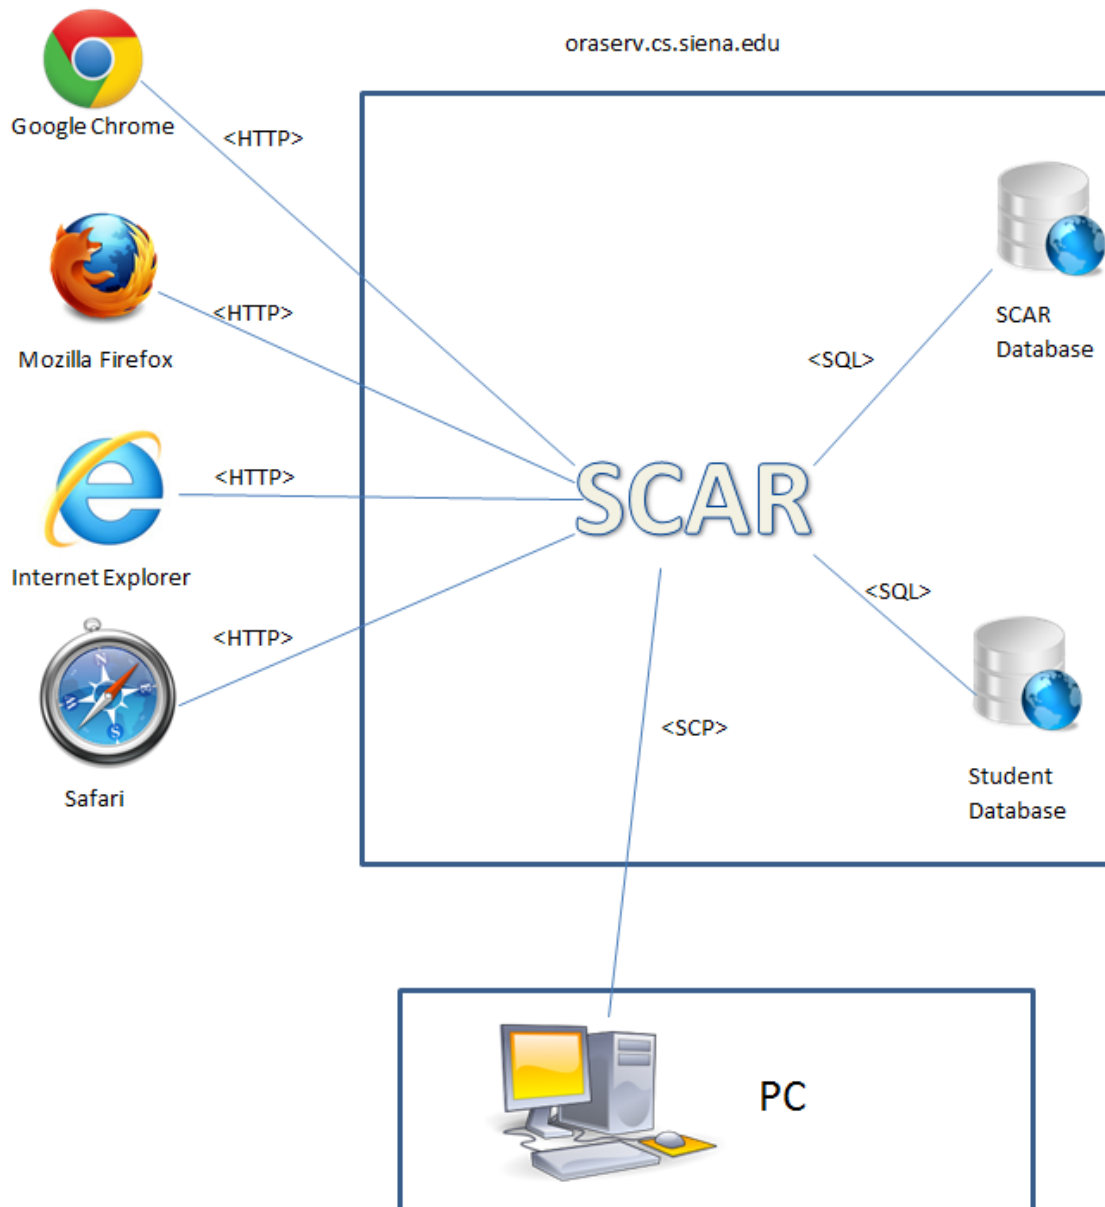 oraserv.cs.siena.edu
Google Chrome
<HTTP>
Mozilla Firefox
<HTTP>
Internet Explorer
<HTTP>
Safari
<HTTP>
SCAR
<SQL>
SCAR
Database
<SQL>
Student
Database
<SCP>
PC